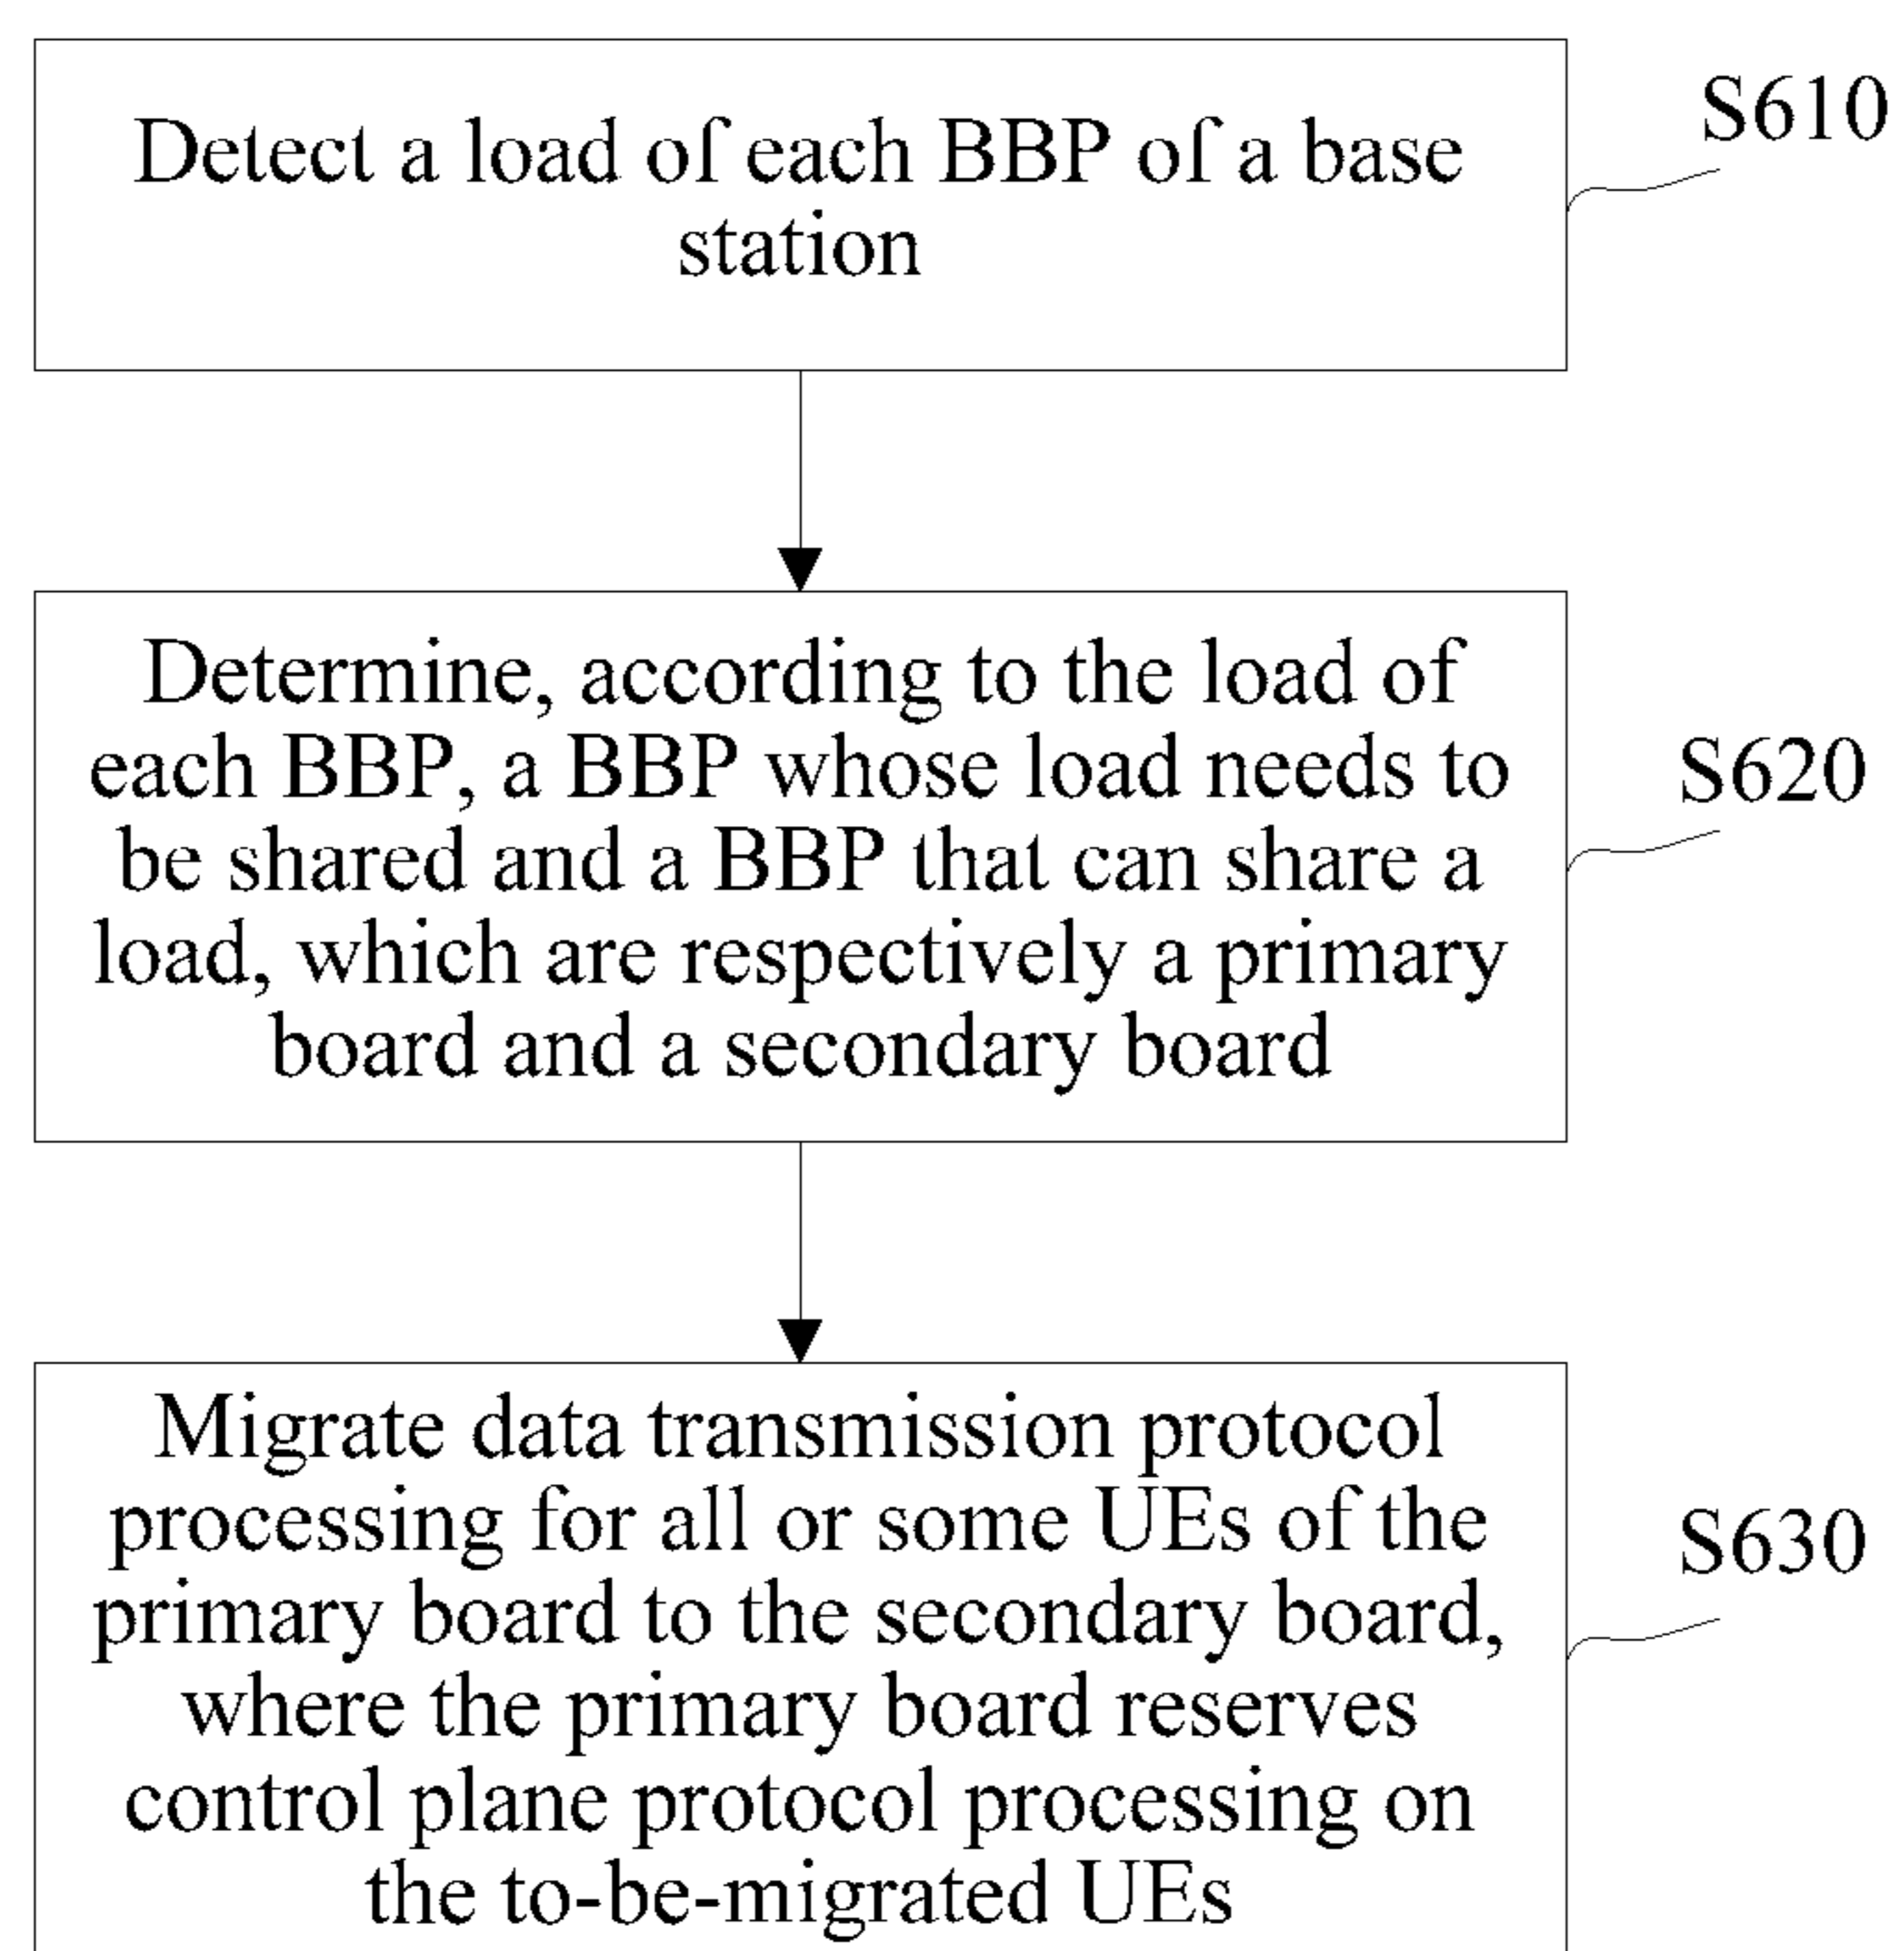 Detect a load of each BBP of a base
station
S610
Determine, according to the load of
each BBP, a BBP whose load needs to
be shared and a BBP that can share a
load, which are respectively a primary
board and a secondary board
S620
Migrate data transmission protocol
processing for all or some UEs of the
primary board to the secondary board,
where the primary board reserves
control plane protocol processing on
the to-be-migrated UEs
S630